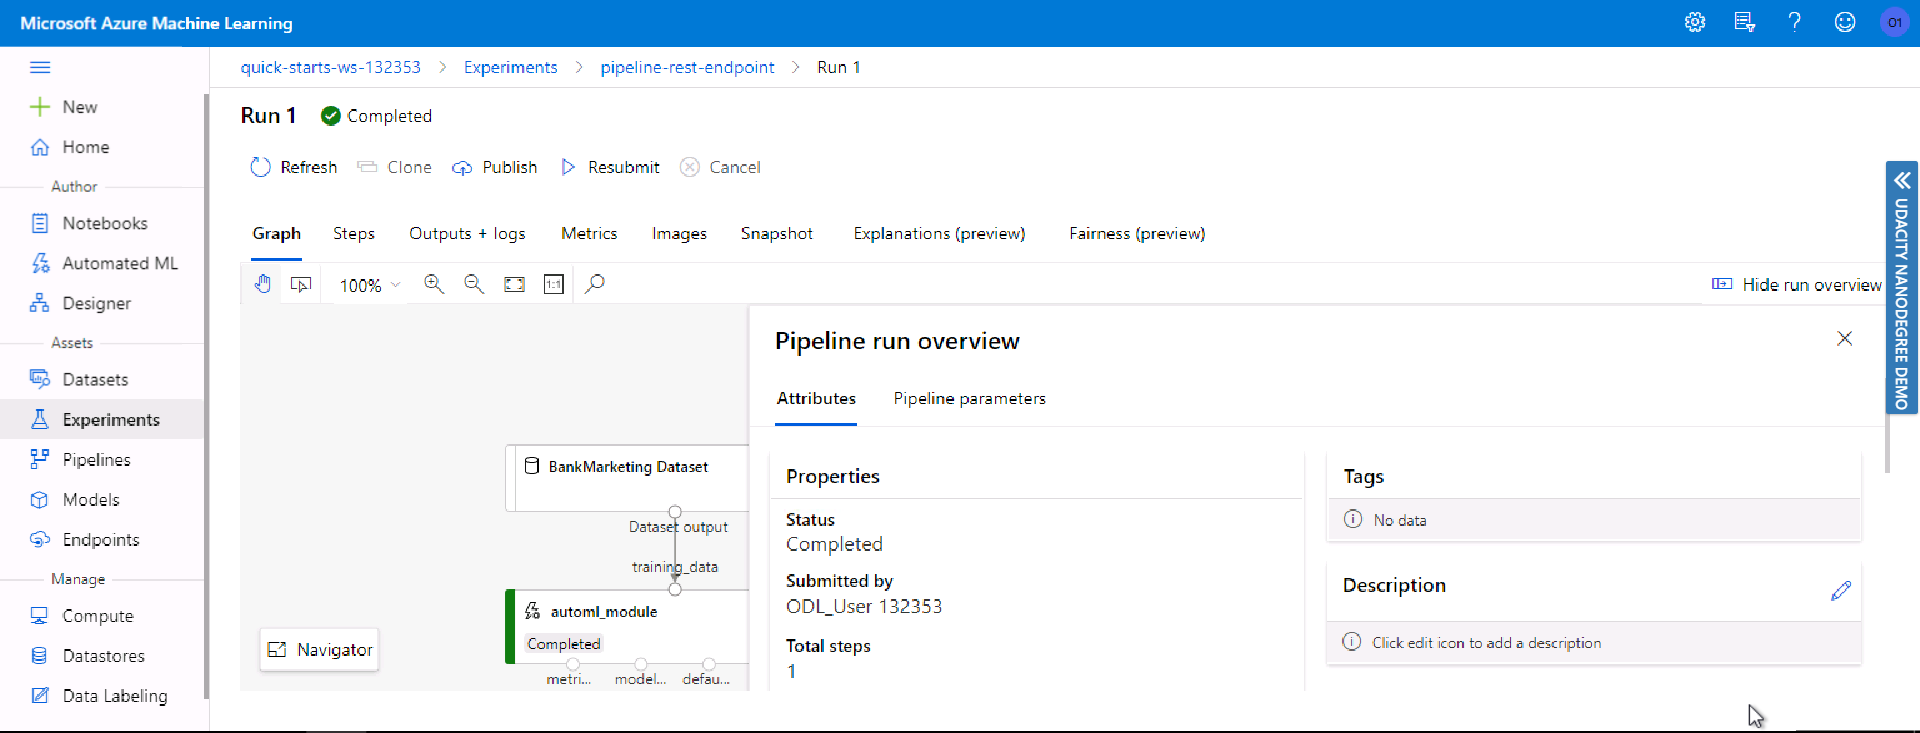 Microsoft Azure Machine Learning
01
quick-starts-ws-132353 > Experiments > pipeline-rest-endpoint > Run 1
New
Home
Author
Notebooks
Automated ML
Designer
Assets
Datasets
Experiments
Pipelines
Models
Endpoints
Manage
Compute
Datastores
Data Labeling
Run 1 Completed
Refresh Clone Publish Resubmit Cancel
Graph Steps Outputs + logs Metrics Images Snapshot Explanations (preview) Fairness (preview)
100% 1:1 Hide run overview
BankMarketing Dataset
Dataset output
training_data
automl_module
Completed
metri... model... defau...
Navigator
Pipeline run overview
Attributes Pipeline parameters
Properties
Status
Completed
Submitted by
ODL_User 132353
Total steps
1
Tags
No data
Description
Click edit icon to add a description
UDACITY NANODEGREE DEMO